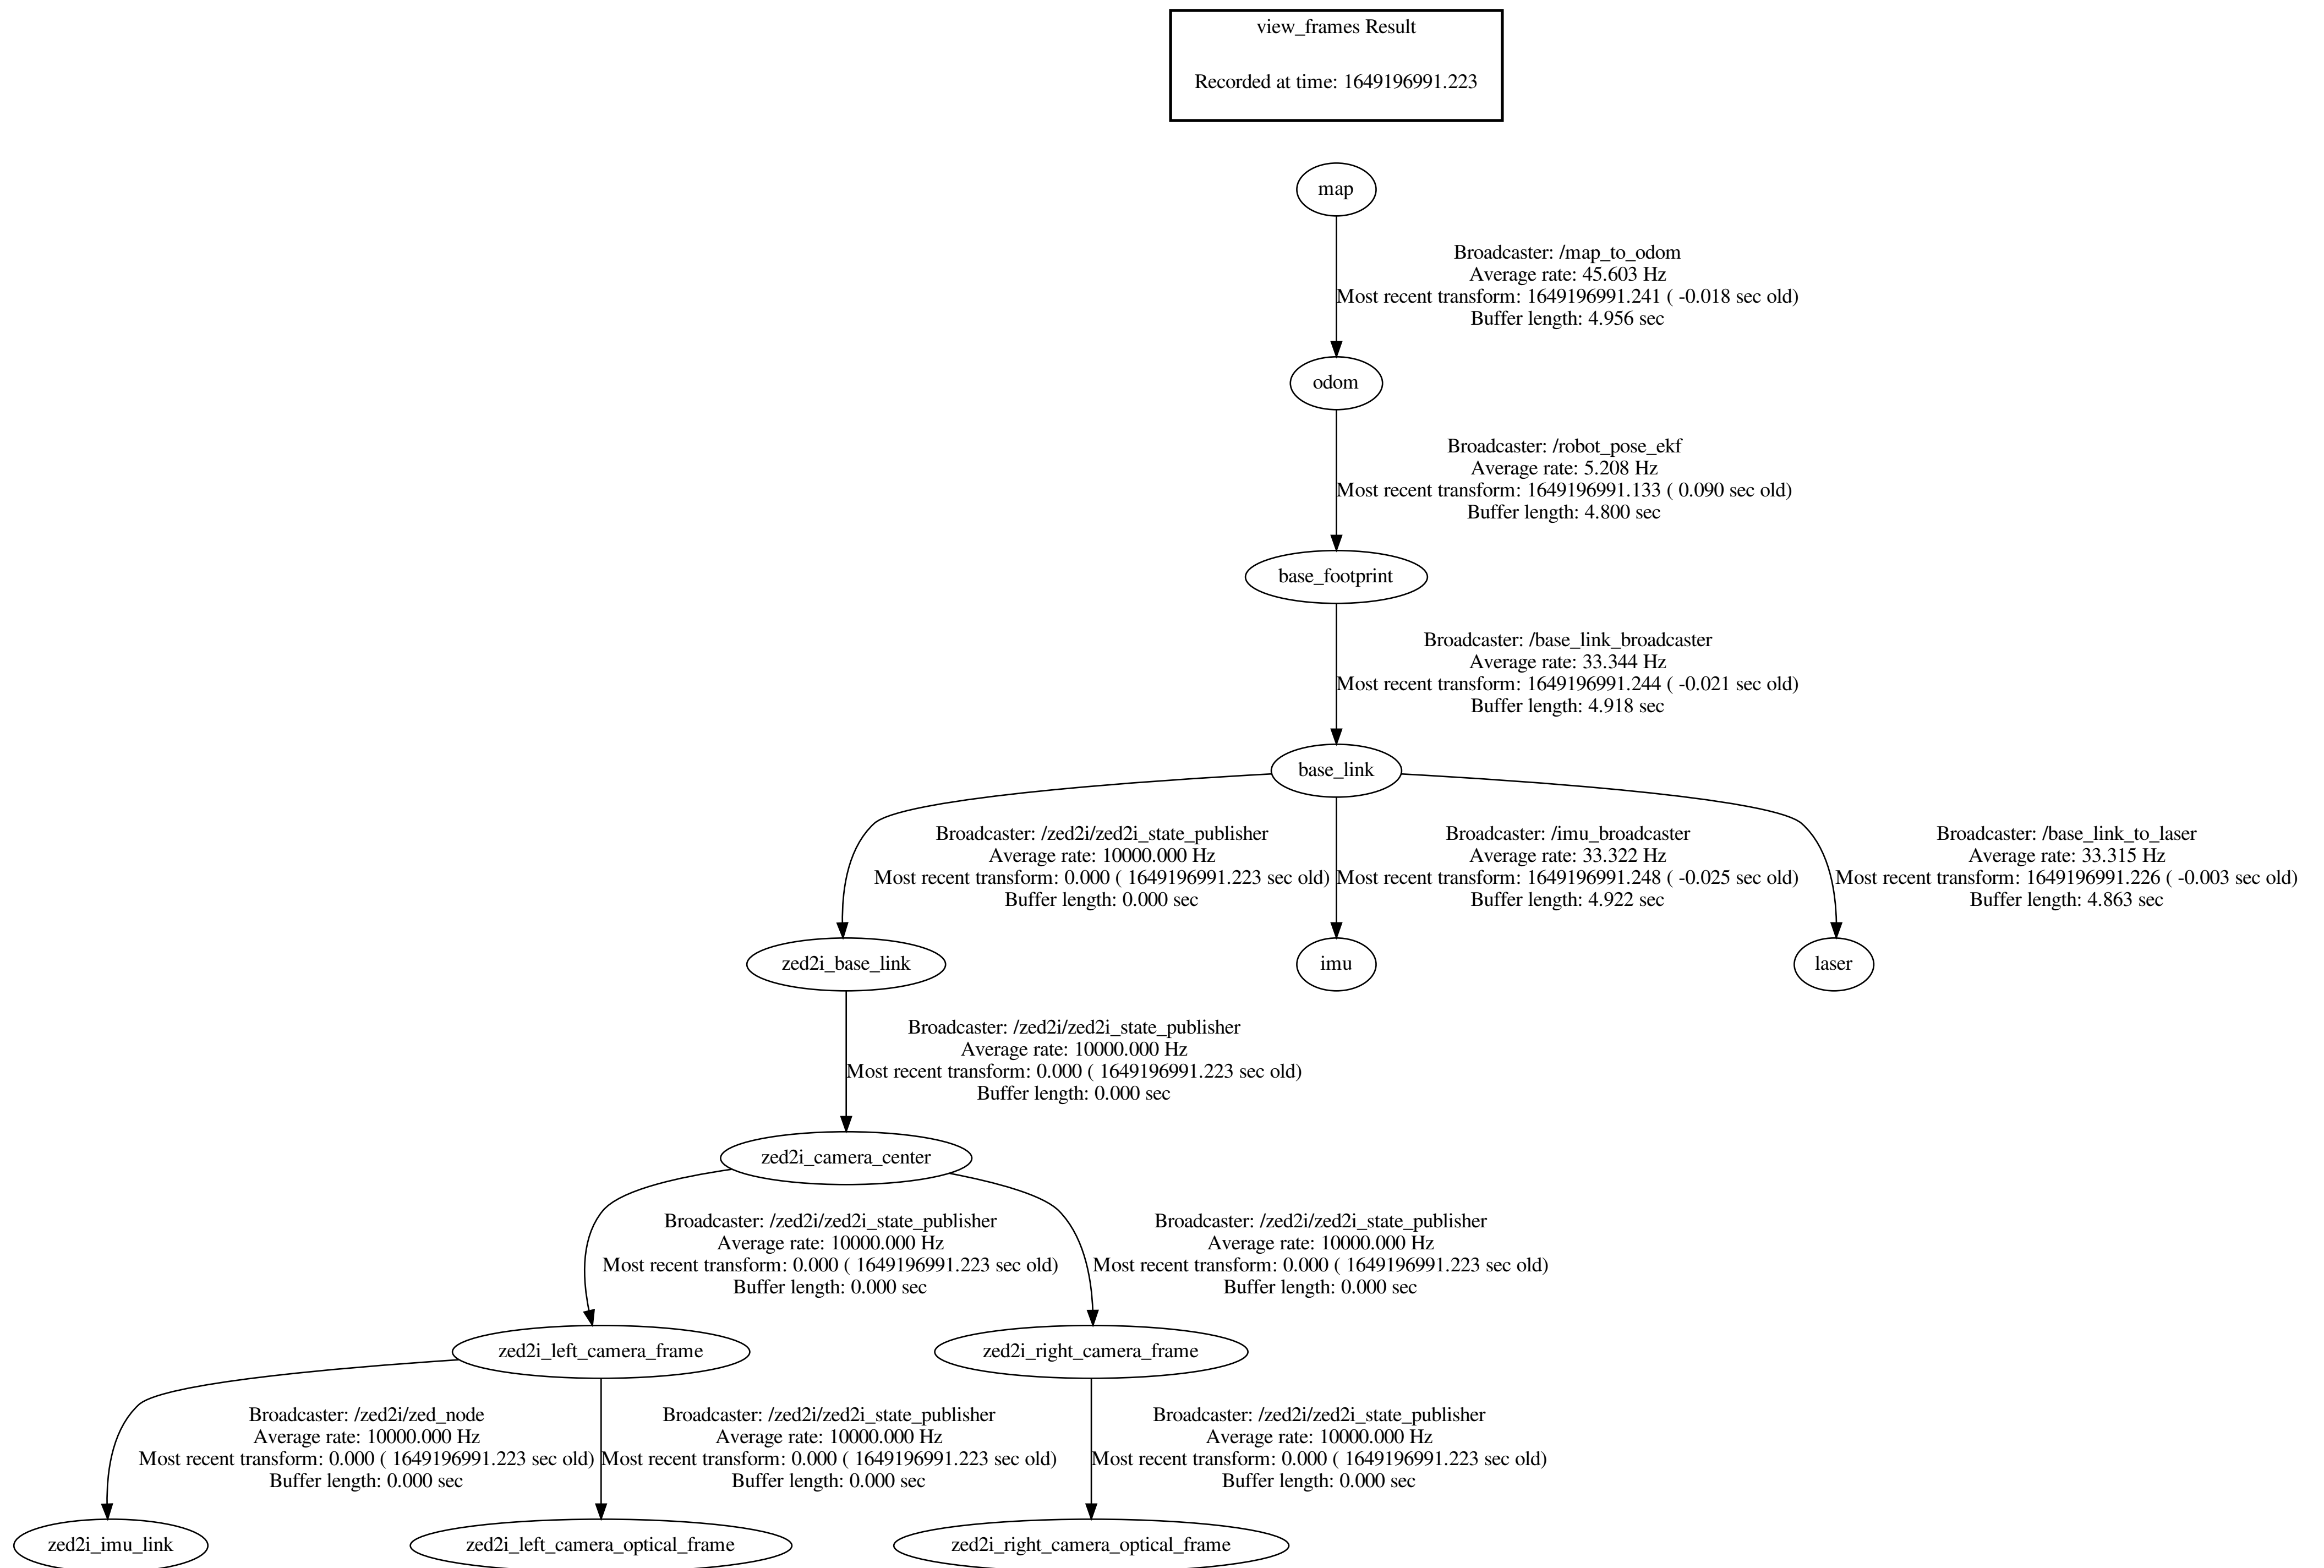 view_frames Result
Recorded at time: 1649196991.223
map
Broadcaster: /map_to_odom
Average rate: 45.603 Hz
Most recent transform: 1649196991.241 ( -0.018 sec old)
Buffer length: 4.956 sec
odom
Broadcaster: /robot_pose_ekf
Average rate: 5.208 Hz
Most recent transform: 1649196991.133 ( 0.090 sec old)
Buffer length: 4.800 sec
base_footprint
Broadcaster: /base_link_broadcaster
Average rate: 33.344 Hz
Most recent transform: 1649196991.244 ( -0.021 sec old)
Buffer length: 4.918 sec
base_link
Broadcaster: /zed2i/zed2i_state_publisher
Average rate: 10000.000 Hz
Most recent transform: 0.000 ( 1649196991.223 sec old)
Buffer length: 0.000 sec
Broadcaster: /imu_broadcaster
Average rate: 33.322 Hz
Most recent transform: 1649196991.248 ( -0.025 sec old)
Buffer length: 4.922 sec
Broadcaster: /base_link_to_laser
Average rate: 33.315 Hz
Most recent transform: 1649196991.226 ( -0.003 sec old)
Buffer length: 4.863 sec
zed2i_base_link
imu
laser
Broadcaster: /zed2i/zed2i_state_publisher
Average rate: 10000.000 Hz
Most recent transform: 0.000 ( 1649196991.223 sec old)
Buffer length: 0.000 sec
zed2i_camera_center
Broadcaster: /zed2i/zed2i_state_publisher
Average rate: 10000.000 Hz
Most recent transform: 0.000 ( 1649196991.223 sec old)
Buffer length: 0.000 sec
Broadcaster: /zed2i/zed2i_state_publisher
Average rate: 10000.000 Hz
Most recent transform: 0.000 ( 1649196991.223 sec old)
Buffer length: 0.000 sec
zed2i_left_camera_frame
zed2i_right_camera_frame
Broadcaster: /zed2i/zed_node
Average rate: 10000.000 Hz
Most recent transform: 0.000 ( 1649196991.223 sec old)
Buffer length: 0.000 sec
Broadcaster: /zed2i/zed2i_state_publisher
Average rate: 10000.000 Hz
Most recent transform: 0.000 ( 1649196991.223 sec old)
Buffer length: 0.000 sec
Broadcaster: /zed2i/zed2i_state_publisher
Average rate: 10000.000 Hz
Most recent transform: 0.000 ( 1649196991.223 sec old)
Buffer length: 0.000 sec
zed2i_imu_link
zed2i_left_camera_optical_frame
zed2i_right_camera_optical_frame